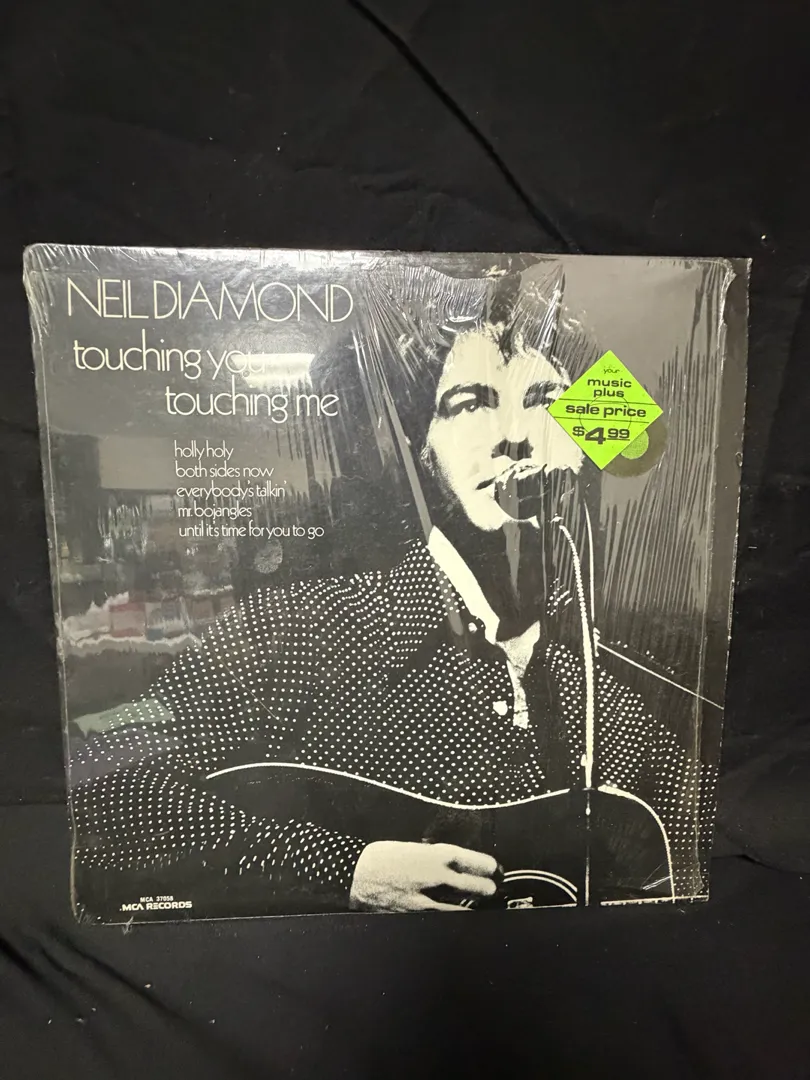 NEIL DIAMOND
touching you
touching me
holly holy
both sides now
everybody's talkin'
mr. bojangles
until it's time for you to go
your
music
plus
sale price
$4.99
MCA 37058
MCA RECORDS